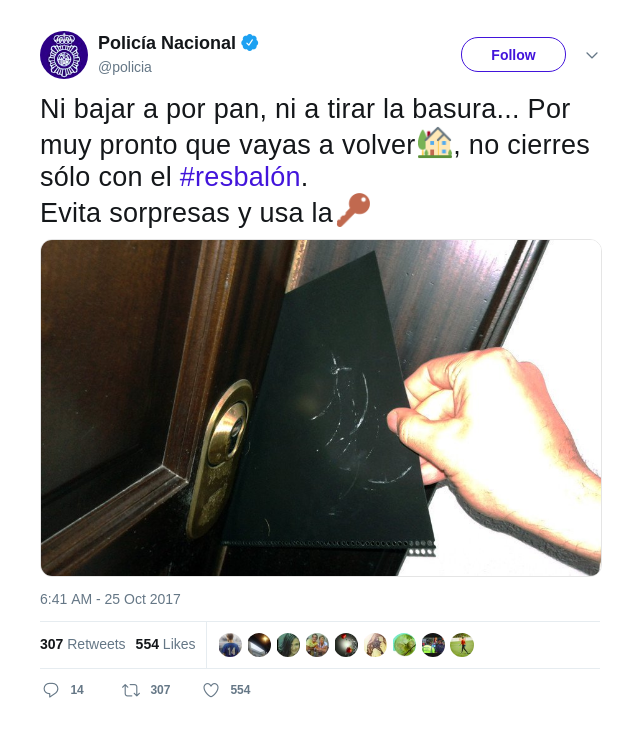 Policía Nacional
@policia
Follow
Ni bajar a por pan, ni a tirar la basura... Por
muy pronto que vayas a volver🏡, no cierres
sólo con el #resbalón.
Evita sorpresas y usa la🔑
6:41 AM - 25 Oct 2017
307 Retweets 554 Likes
14 307 554